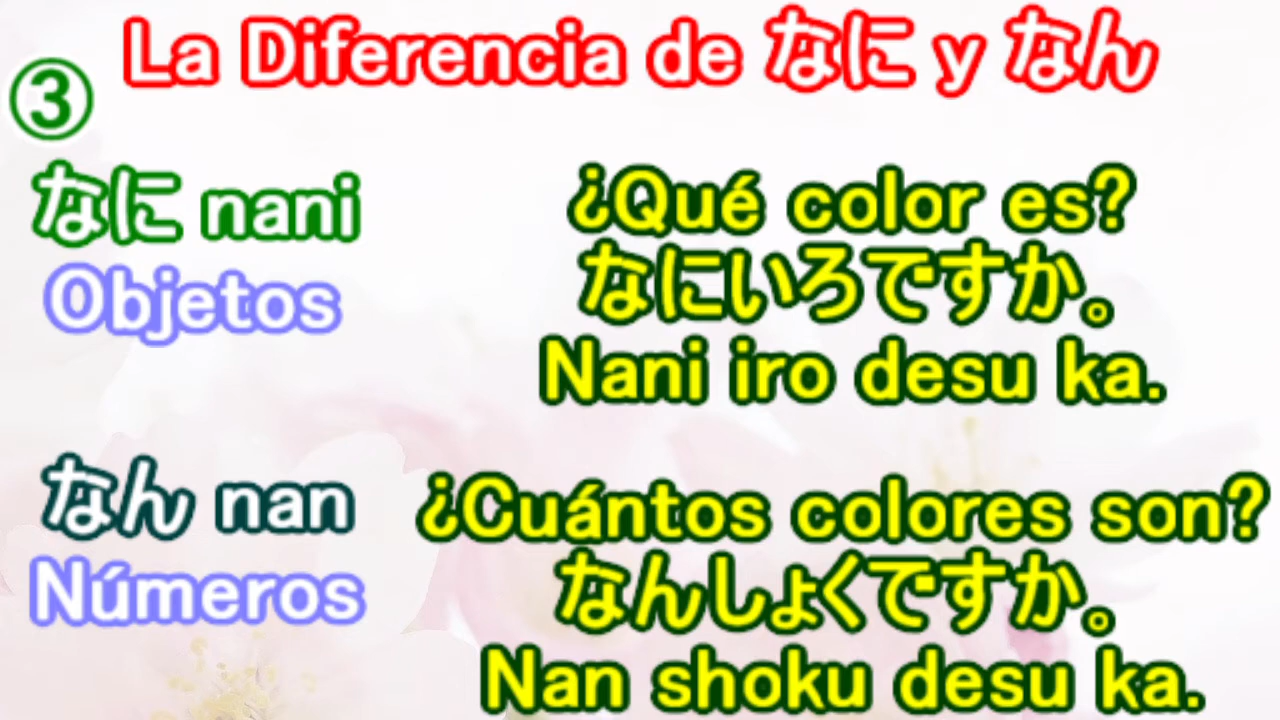 La Diferencia de なに y なん
③
なに nani
Objetos
¿Qué color es?
なにいろですか。
Nani iro desu ka.
なん nan
Números
¿Cuántos colores son?
なんしょくですか。
Nan shoku desu ka.